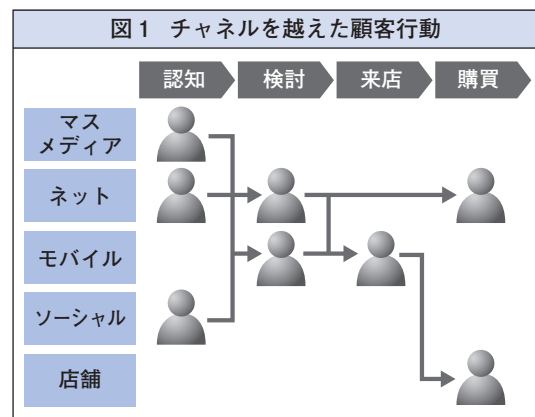 図1 チャネルを越えた顧客行動
認知 検討 来店 購買
マス
メディア
ネット
モバイル
ソーシャル
店舗